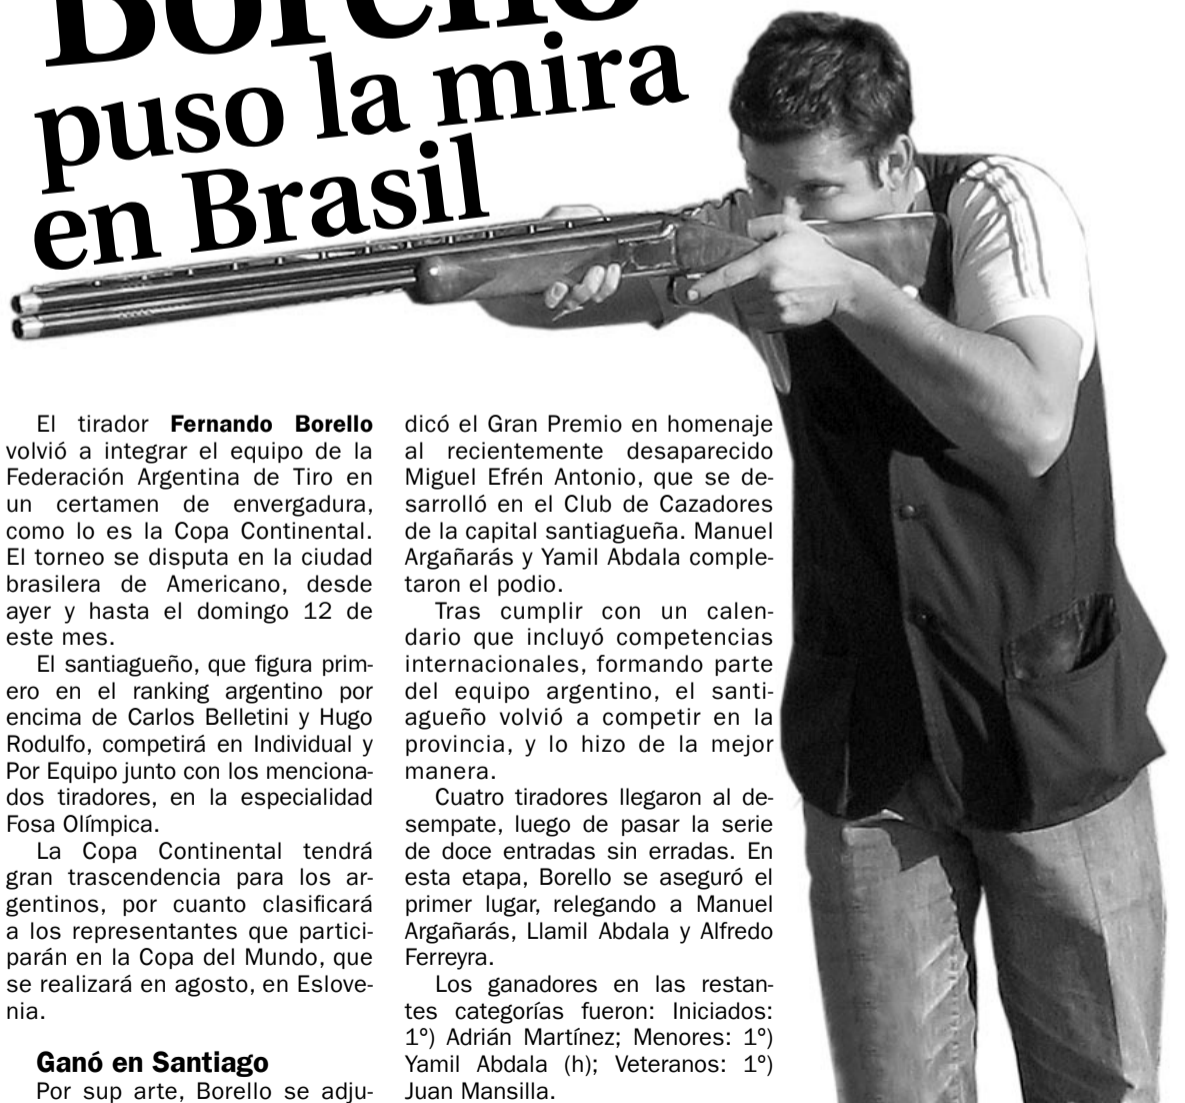 Borello
puso la mira
en Brasil
El tirador Fernando Borello
volvió a integrar el equipo de la
Federación Argentina de Tiro en
un certamen de envergadura,
como lo es la Copa Continental.
El torneo se disputa en la ciudad
brasilera de Americano, desde
ayer y hasta el domingo 12 de
este mes.
El santiagueño, que figura prim-
ero en el ranking argentino por
encima de Carlos Belletini y Hugo
Rodulfo, competirá en Individual y
Por Equipo junto con los menciona-
dos tiradores, en la especialidad
Fosa Olímpica.
La Copa Continental tendrá
gran trascendencia para los ar-
gentinos, por cuanto clasificará
a los representantes que partici-
parán en la Copa del Mundo, que
se realizará en agosto, en Eslove-
nia.
Ganó en Santiago
Por sup arte, Borello se adju-
dicó el Gran Premio en homenaje
al recientemente desaparecido
Miguel Efrén Antonio, que se de-
sarrolló en el Club de Cazadores
de la capital santiagueña. Manuel
Argañarás y Yamil Abdala comple-
taron el podio.
Tras cumplir con un calen-
dario que incluyó competencias
internacionales, formando parte
del equipo argentino, el santi-
agueño volvió a competir en la
provincia, y lo hizo de la mejor
manera.
Cuatro tiradores llegaron al de-
sempate, luego de pasar la serie
de doce entradas sin erradas. En
esta etapa, Borello se aseguró el
primer lugar, relegando a Manuel
Argañarás, Llamil Abdala y Alfredo
Ferreyra.
Los ganadores en las restan-
tes categorías fueron: Iniciados:
1º) Adrián Martínez; Menores: 1º)
Yamil Abdala (h); Veteranos: 1º)
Juan Mansilla.